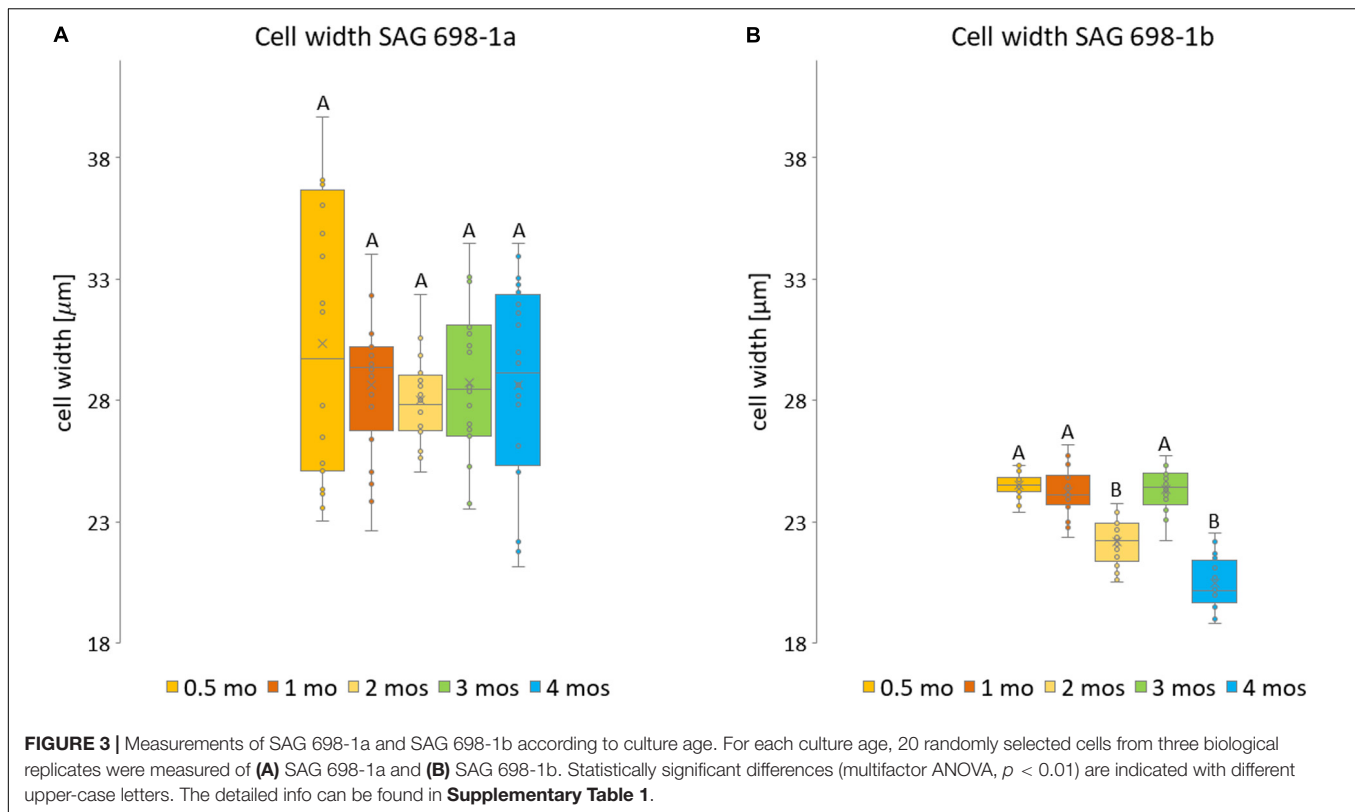 A
Cell width SAG 698-1a
cell width [μm]
38
33
28
23
18
A
A
A
A
A
0.5 mo 1 mo 2 mos 3 mos 4 mos
B
Cell width SAG 698-1b
cell width [μm]
38
33
28
23
18
A
A
B
A
B
0.5 mo 1 mo 2 mos 3 mos 4 mos
FIGURE 3 | Measurements of SAG 698-1a and SAG 698-1b according to culture age. For each culture age, 20 randomly selected cells from three biological
replicates were measured of (A) SAG 698-1a and (B) SAG 698-1b. Statistically significant differences (multifactor ANOVA, p < 0.01) are indicated with different
upper-case letters. The detailed info can be found in Supplementary Table 1.